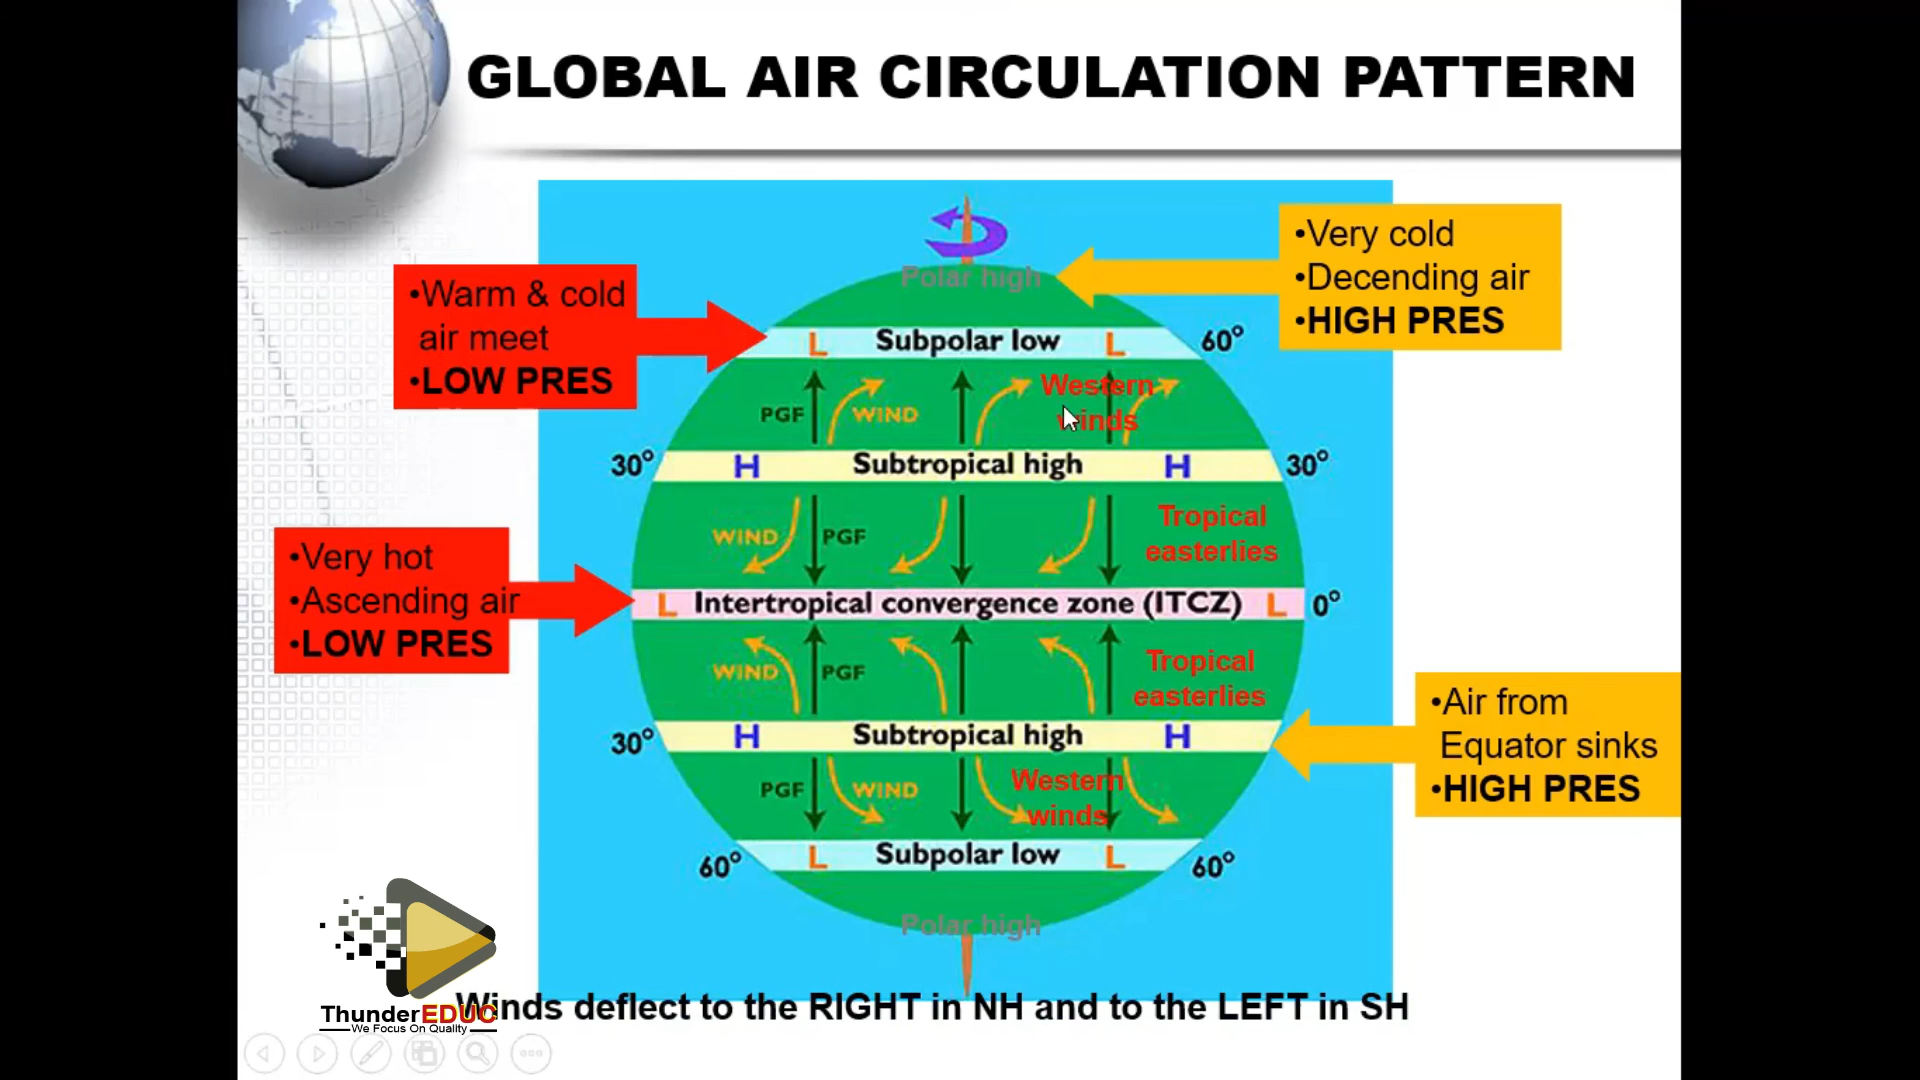 GLOBAL AIR CIRCULATION PATTERN
•Very cold
•Decending air
•HIGH PRES
•Warm & cold
air meet
•LOW PRES
Polar high
L Subpolar low L 60°
PGF WIND
Western
winds
30° H Subtropical high H 30°
WIND PGF
Tropical
easterlies
•Very hot
•Ascending air
•LOW PRES
L Intertropical convergence zone (ITCZ) L 0°
WIND PGF
Tropical
easterlies
•Air from
Equator sinks
•HIGH PRES
30° H Subtropical high H
PGF WIND
Western
winds
60° L Subpolar low L 60°
Polar high
Winds deflect to the RIGHT in NH and to the LEFT in SH
ThunderEDUC
We Focus On Quality